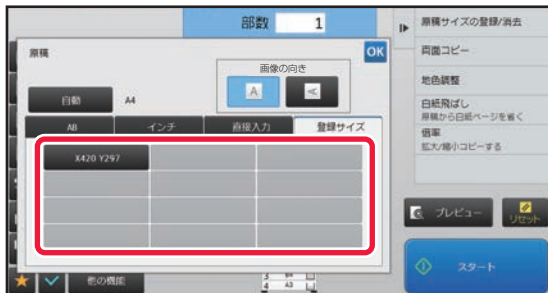 部数 1
原稿
OK
画像の向き
A A
自動 A4
AB インチ 直接入力 登録サイズ
X420 Y297
他の機能
4 A3
原稿サイズの登録/消去
両面コピー
地色調整
白紙飛ばし
原稿から白紙ページを省く
倍率
拡大/縮小コピーする
プレビュー
リセット
スタート